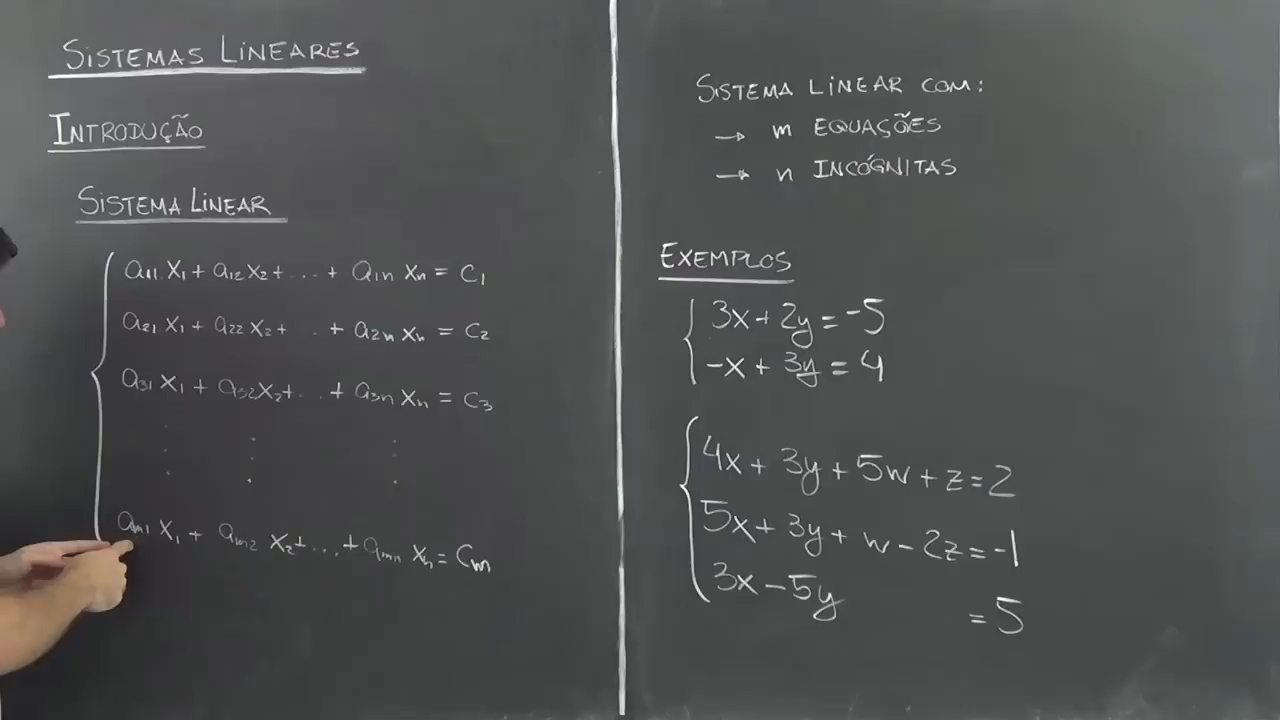 SISTEMAS LINEARES
INTRODUÇÃO
SISTEMA LINEAR
a11 x1 + a12 x2 + ... + a1n xn = c1
a21 x1 + a22 x2 + ... + a2n xn = c2
a31 x1 + a32 x2 + ... + a3n xn = c3
am1 x1 + am2 x2 + ... + amn xn = cm
SISTEMA LINEAR COM:
→ m EQUAÇÕES
→ n INCÓGNITAS
EXEMPLOS
3x + 2y = -5
-x + 3y = 4
4x + 3y + 5w + z = 2
5x + 3y + w - 2z = -1
3x - 5y = 5